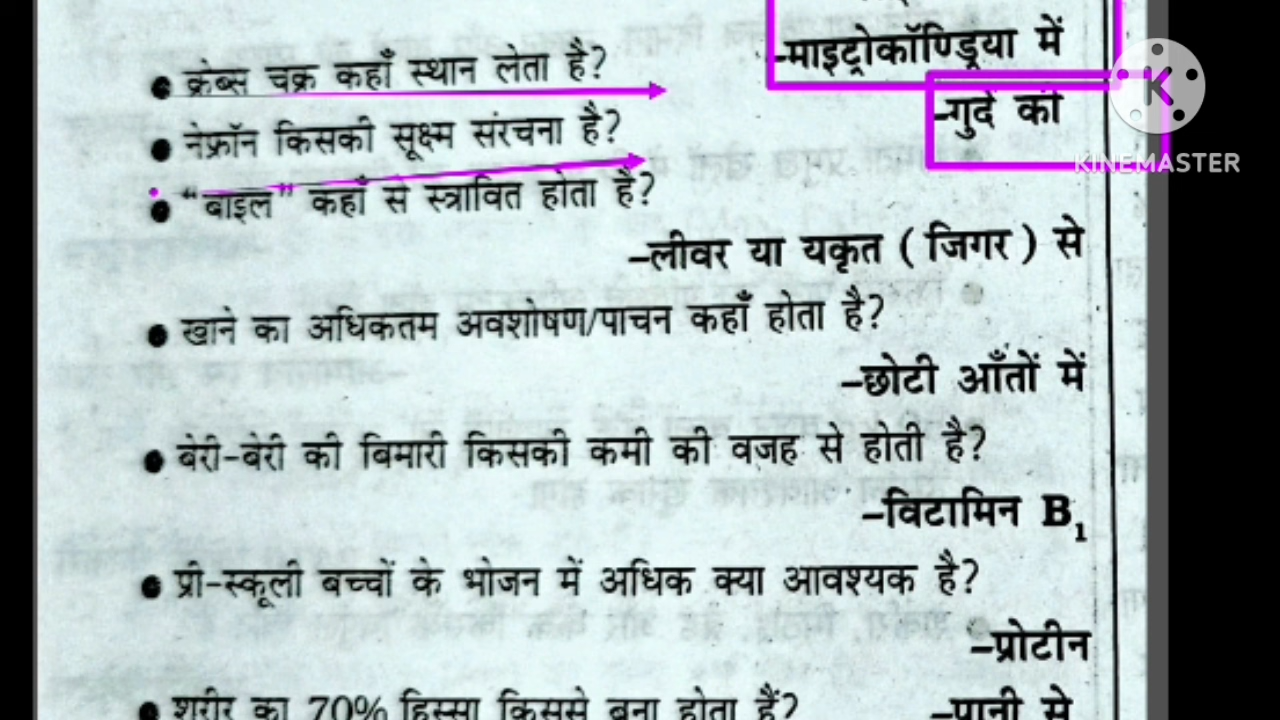 -माइट्रोकॉण्ड्रिया में
● क्रेब्स चक्र कहाँ स्थान लेता है?
-गुर्दे की
● नेफ्रॉन किसकी सूक्ष्म संरचना है?
● “बाइल” कहाँ से स्त्रावित होता है?
-लीवर या यकृत ( जिगर ) से
● खाने का अधिकतम अवशोषण/पाचन कहाँ होता है?
-छोटी आँतों में
● बेरी-बेरी की बिमारी किसकी कमी की वजह से होती है?
-विटामिन B₁
● प्री-स्कूली बच्चों के भोजन में अधिक क्या आवश्यक है?
-प्रोटीन
● शरीर का 70% हिस्सा किससे बना होता हैं? -पानी से
K
KINEMASTER